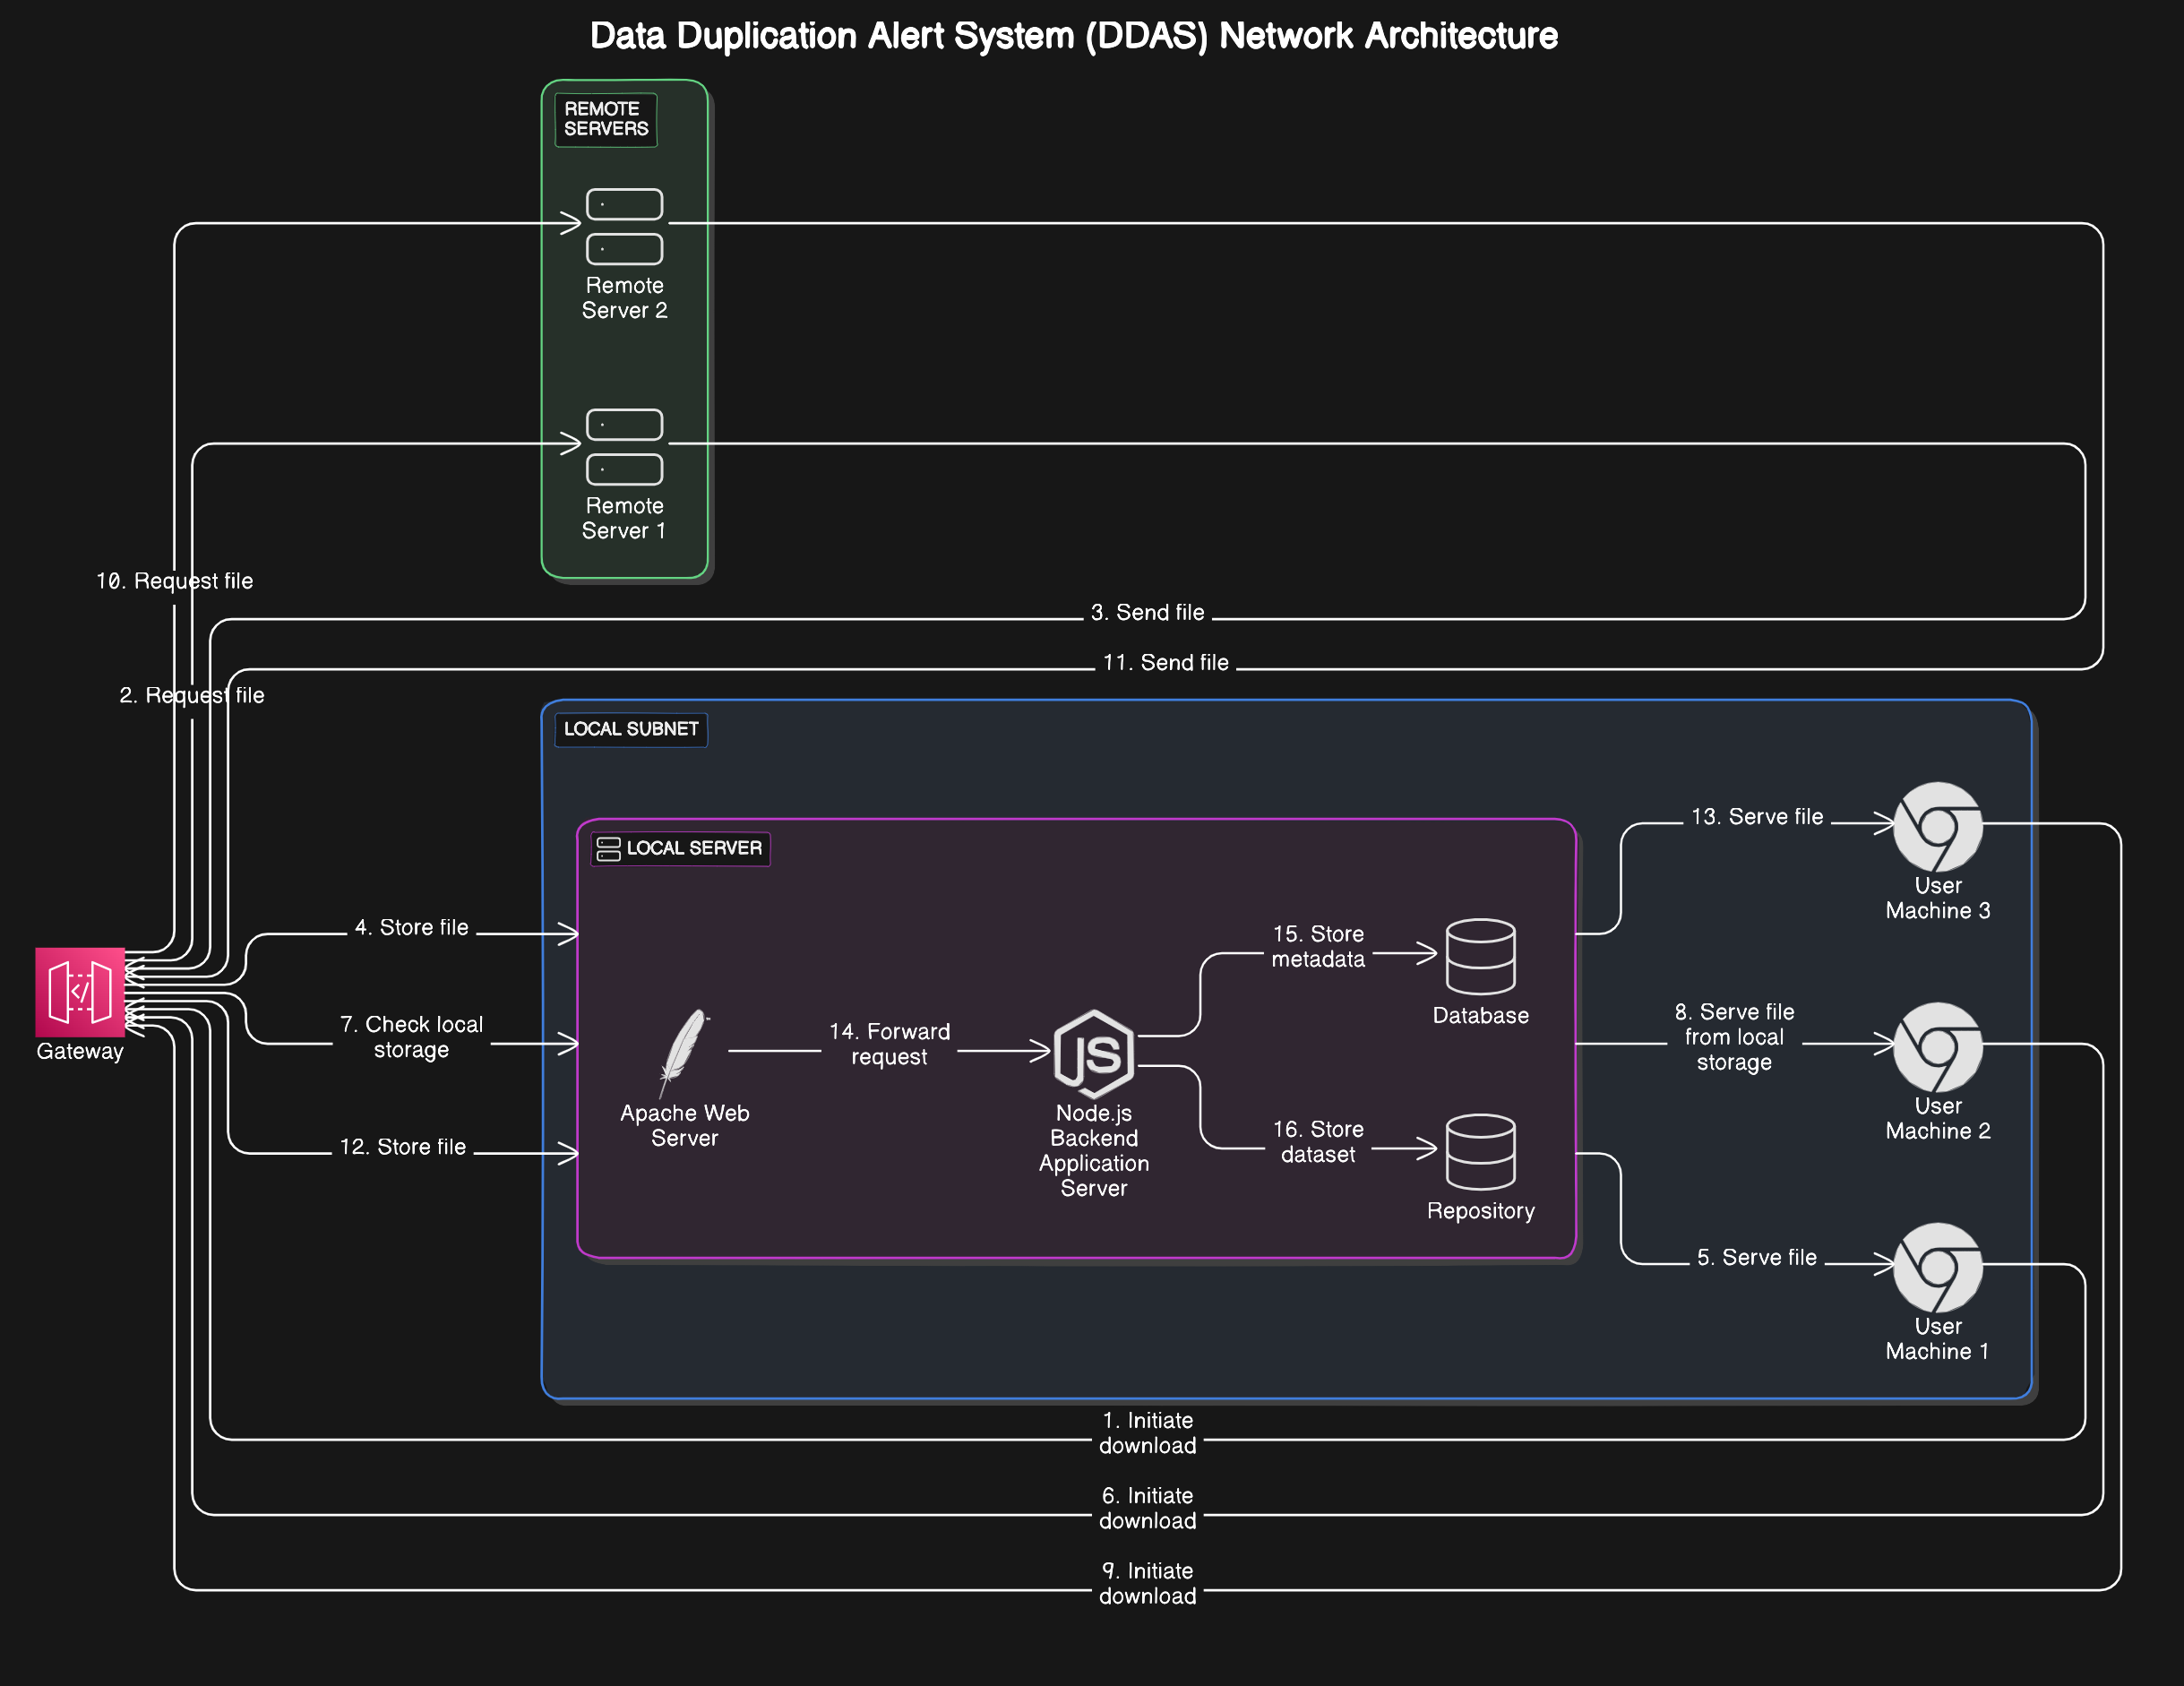 Data Duplication Alert System (DDAS) Network Architecture
REMOTE
SERVERS
Remote
Server 2
Remote
Server 1
10. Request file
3. Send file
11. Send file
2. Request file
LOCAL SUBNET
LOCAL SERVER
13. Serve file
User
Machine 3
4. Store file
15. Store
metadata
Database
8. Serve file
from local
storage
7. Check local
storage
14. Forward
request
Gateway
JS
Apache Web
Server
Node.js
Backend
Application
Server
User
Machine 2
12. Store file
16. Store
dataset
Repository
5. Serve file
User
Machine 1
1. Initiate
download
6. Initiate
download
9. Initiate
download